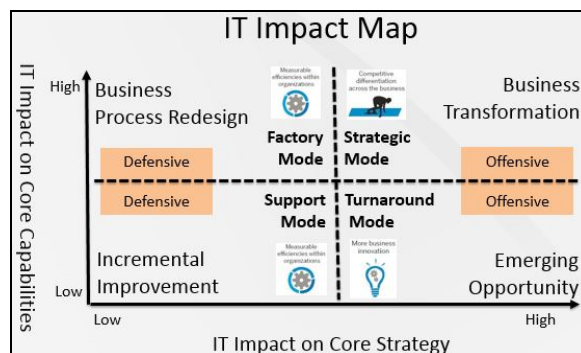 IT Impact Map
IT Impact on Core Capabilities
High
Low
Business
Process Redesign
Measurable
efficiencies within
organizations
Factory
Mode
Competitive
differentiation
across the business
Strategic
Mode
Business
Transformation
Defensive
Offensive
Defensive
Offensive
Support
Mode
Turnaround
Mode
Incremental
Improvement
Measurable
efficiencies within
organizations
More business
innovation
Emerging
Opportunity
Low
High
IT Impact on Core Strategy